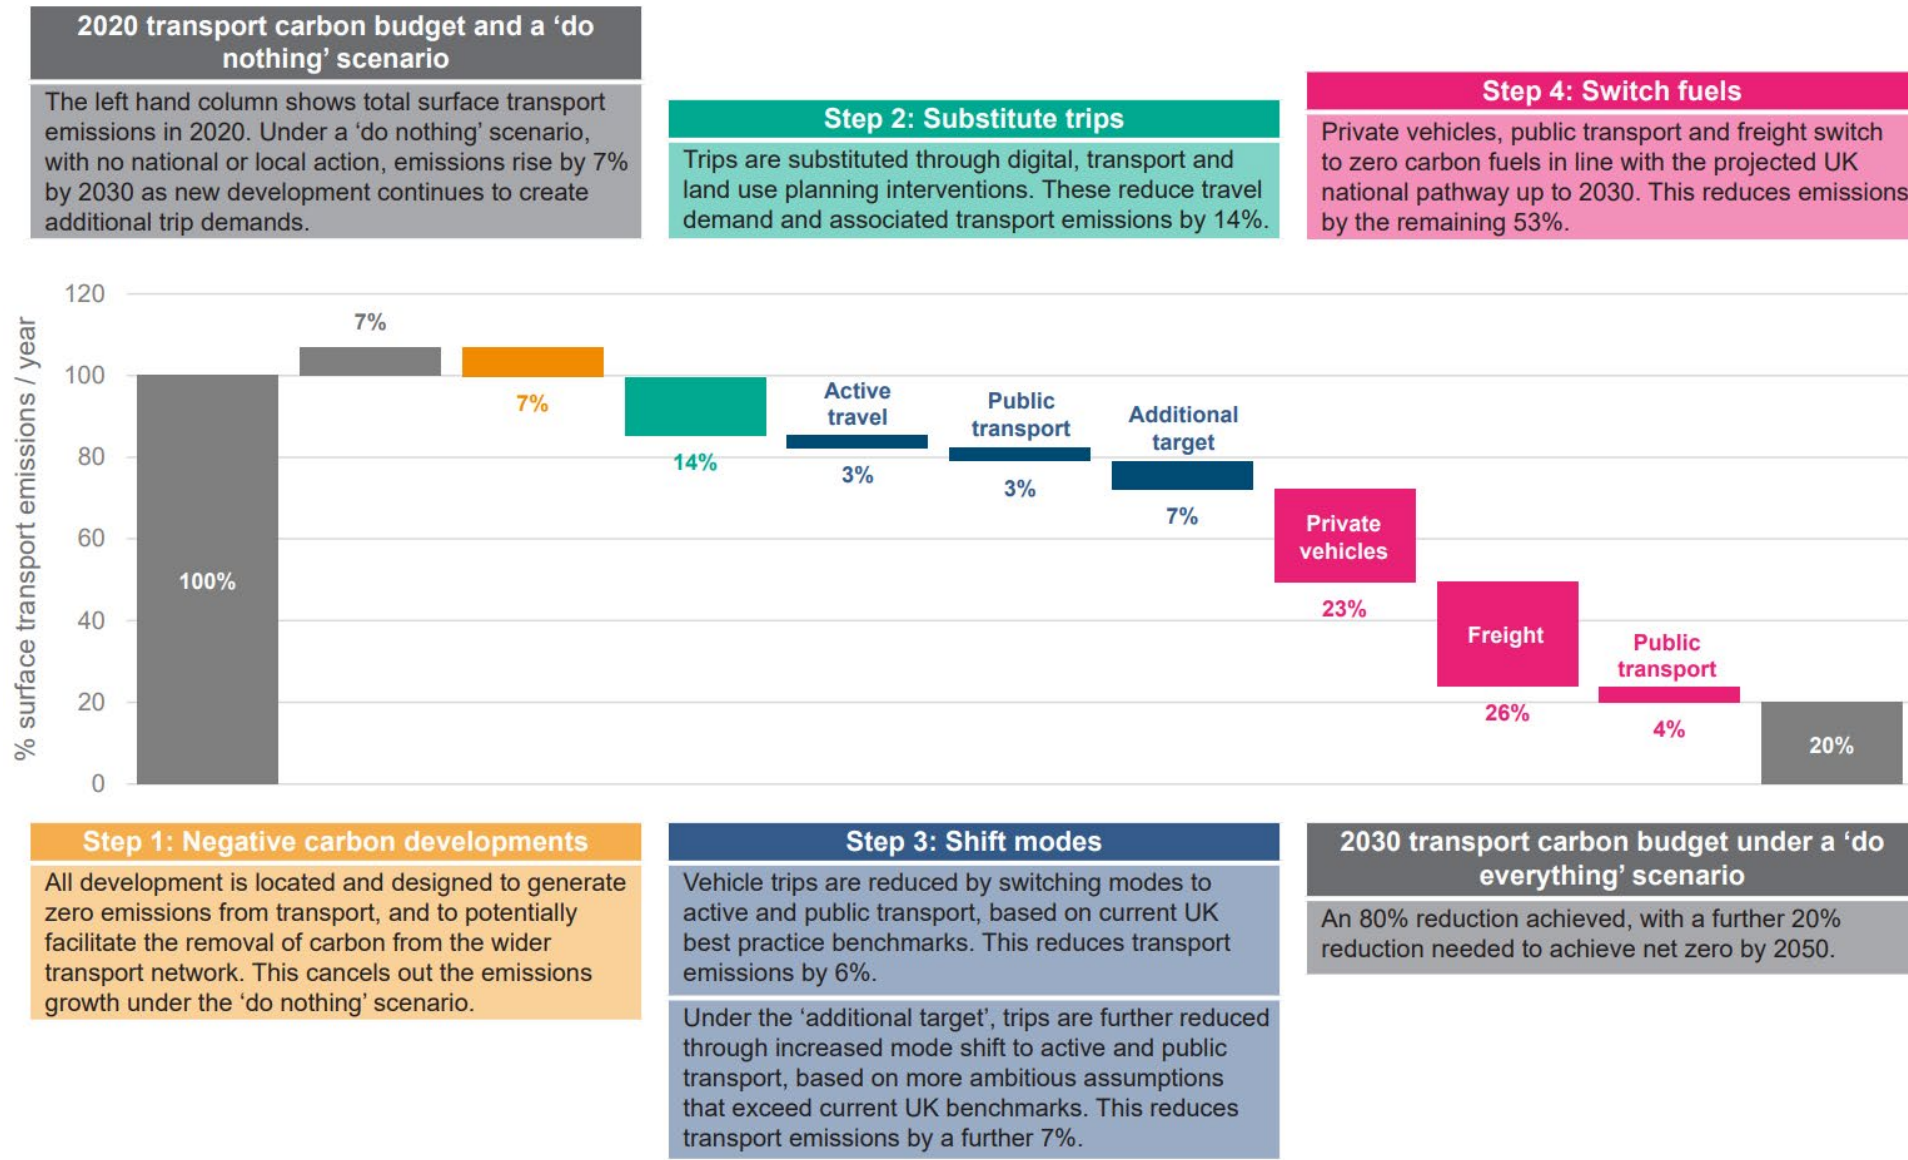 2020 transport carbon budget and a ‘do
nothing’ scenario
The left hand column shows total surface transport
emissions in 2020. Under a ‘do nothing’ scenario,
with no national or local action, emissions rise by 7%
by 2030 as new development continues to create
additional trip demands.
Step 2: Substitute trips
Trips are substituted through digital, transport and
land use planning interventions. These reduce travel
demand and associated transport emissions by 14%.
Step 4: Switch fuels
Private vehicles, public transport and freight switch
to zero carbon fuels in line with the projected UK
national pathway up to 2030. This reduces emissions
by the remaining 53%.
% surface transport emissions / year
120
100
80
60
40
20
0
100%
7%
7%
14%
Active
travel
3%
Public
transport
3%
Additional
target
7%
Private
vehicles
23%
Freight
26%
Public
transport
4%
20%
Step 1: Negative carbon developments
All development is located and designed to generate
zero emissions from transport, and to potentially
facilitate the removal of carbon from the wider
transport network. This cancels out the emissions
growth under the ‘do nothing’ scenario.
Step 3: Shift modes
Vehicle trips are reduced by switching modes to
active and public transport, based on current UK
best practice benchmarks. This reduces transport
emissions by 6%.
Under the ‘additional target’, trips are further reduced
through increased mode shift to active and public
transport, based on more ambitious assumptions
that exceed current UK benchmarks. This reduces
transport emissions by a further 7%.
2030 transport carbon budget under a ‘do
everything’ scenario
An 80% reduction achieved, with a further 20%
reduction needed to achieve net zero by 2050.